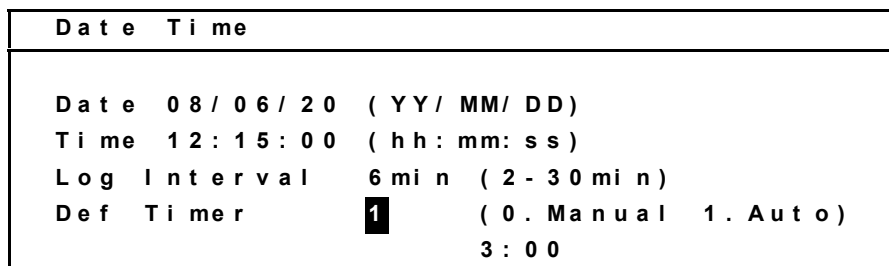 Date Time
Date 08/06/20 (YY/MM/DD)
Time 12:15:00 (hh:mm:ss)
Log Interval 6min (2-30min)
Def Timer 1 (0.Manual 1.Auto)
3:00